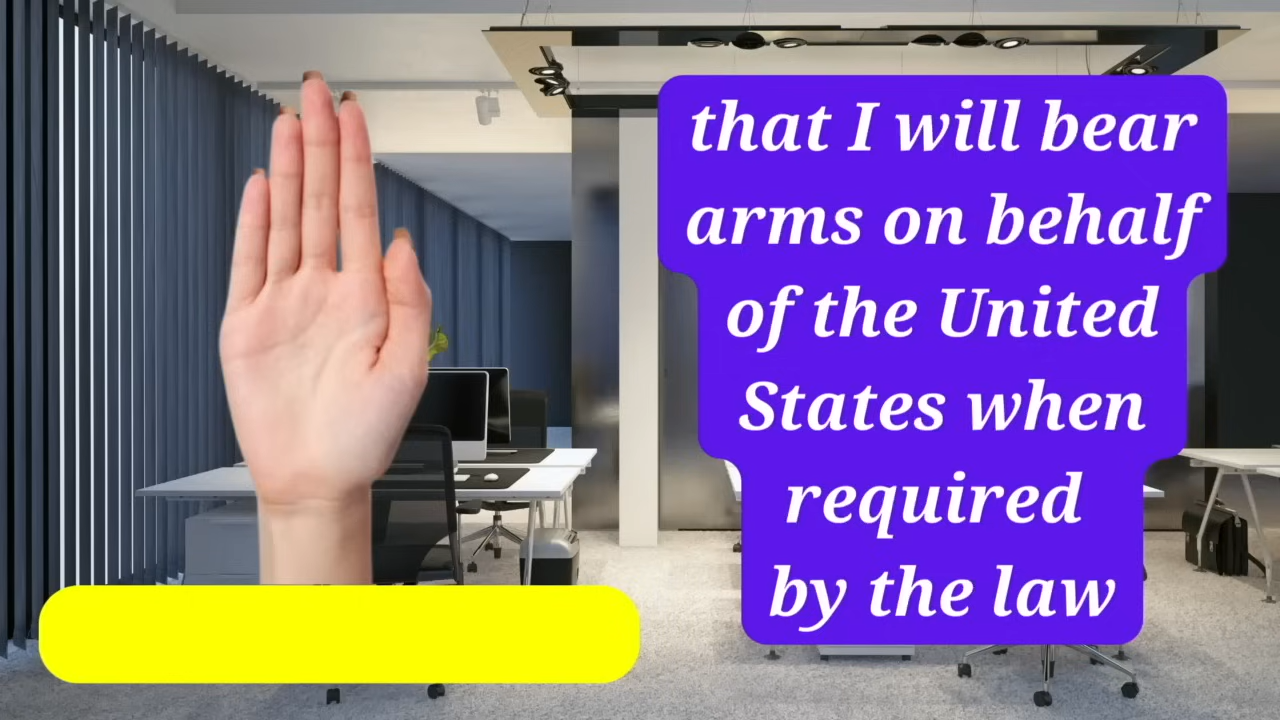 that I will bear
arms on behalf
of the United
States when
required
by the law